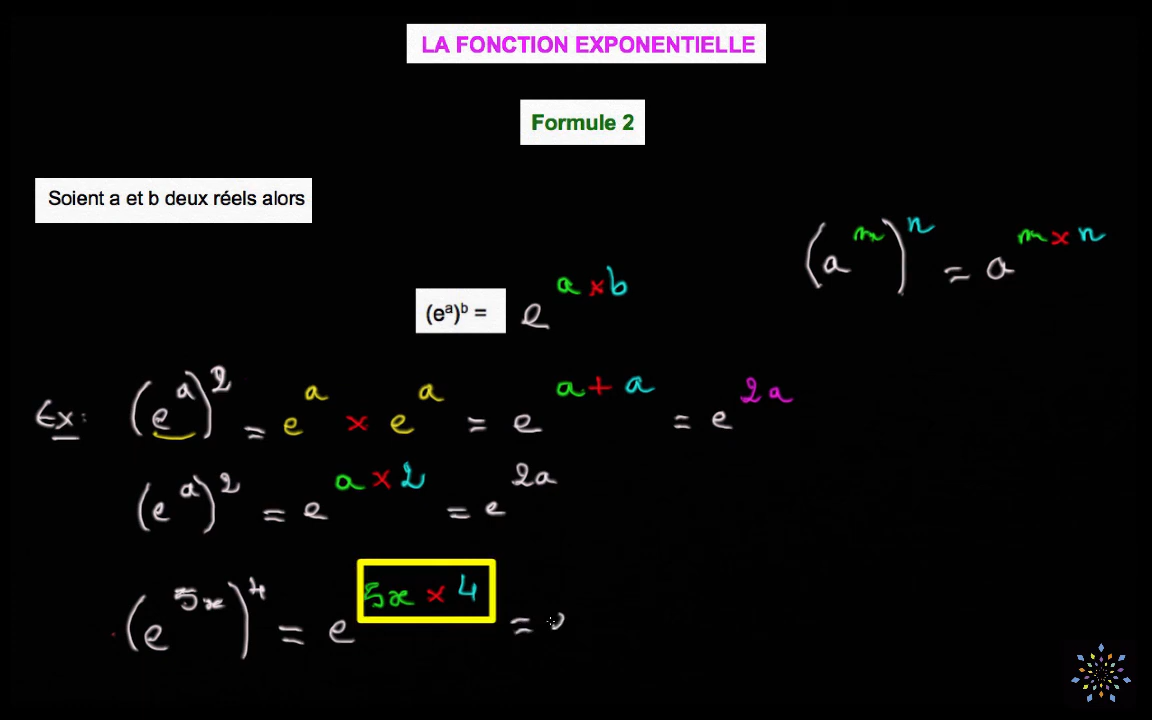 LA FONCTION EXPONENTIELLE
Formule 2
Soient a et b deux réels alors
(a^m)^n = a^{m×n}
(e^a)^b = e^{a×b}
Ex: (e^a)^2 = e^a × e^a = e^{a+a} = e^{2a}
(e^a)^2 = e^{a×2} = e^{2a}
(e^{5x})^4 = e^{5x×4} =